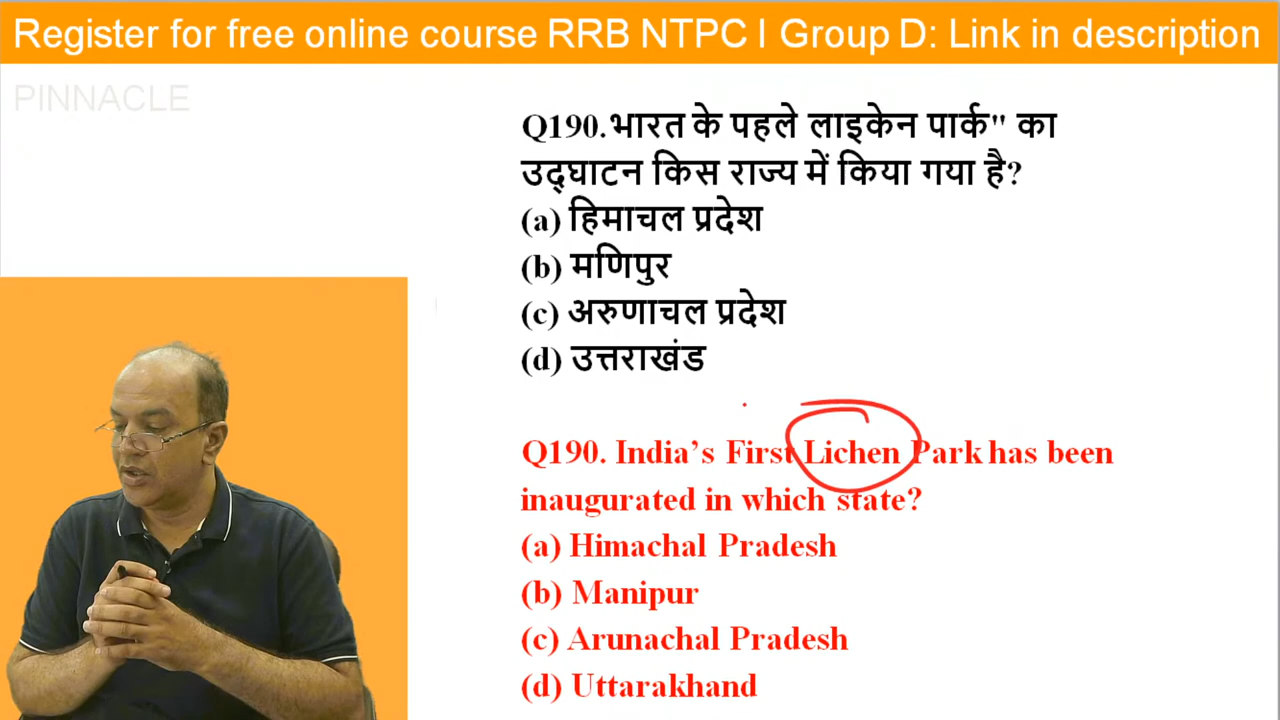 Register for free online course RRB NTPC I Group D: Link in description
PINNACLE
Q190.भारत के पहले लाइकेन पार्क" का
उद्घाटन किस राज्य में किया गया है?
(a) हिमाचल प्रदेश
(b) मणिपुर
(c) अरुणाचल प्रदेश
(d) उत्तराखंड
Q190. India’s First Lichen Park has been
inaugurated in which state?
(a) Himachal Pradesh
(b) Manipur
(c) Arunachal Pradesh
(d) Uttarakhand